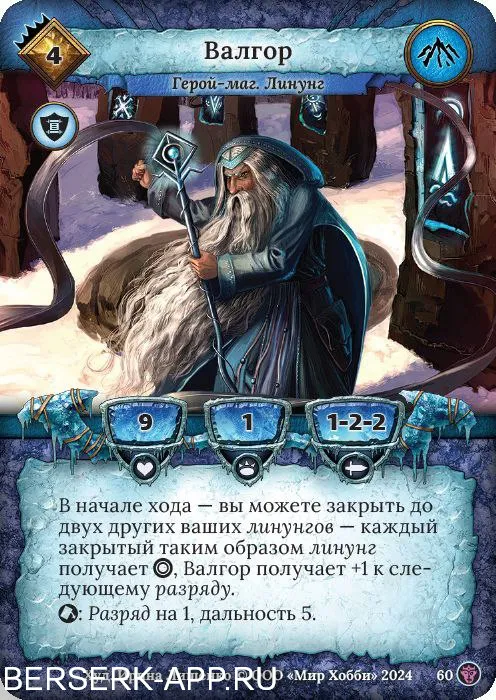 4
Валгор
Герой-маг. Линунг
9
1
1-2-2
В начале хода — вы можете закрыть до
двух других ваших линунгов — каждый
закрытый таким образом линунг
получает , Валгор получает +1 к сле-
дующему разряду.
: Разряд на 1, дальность 5.
ООО «Мир Хобби» 2024
60
BERSERK-APP.РУ